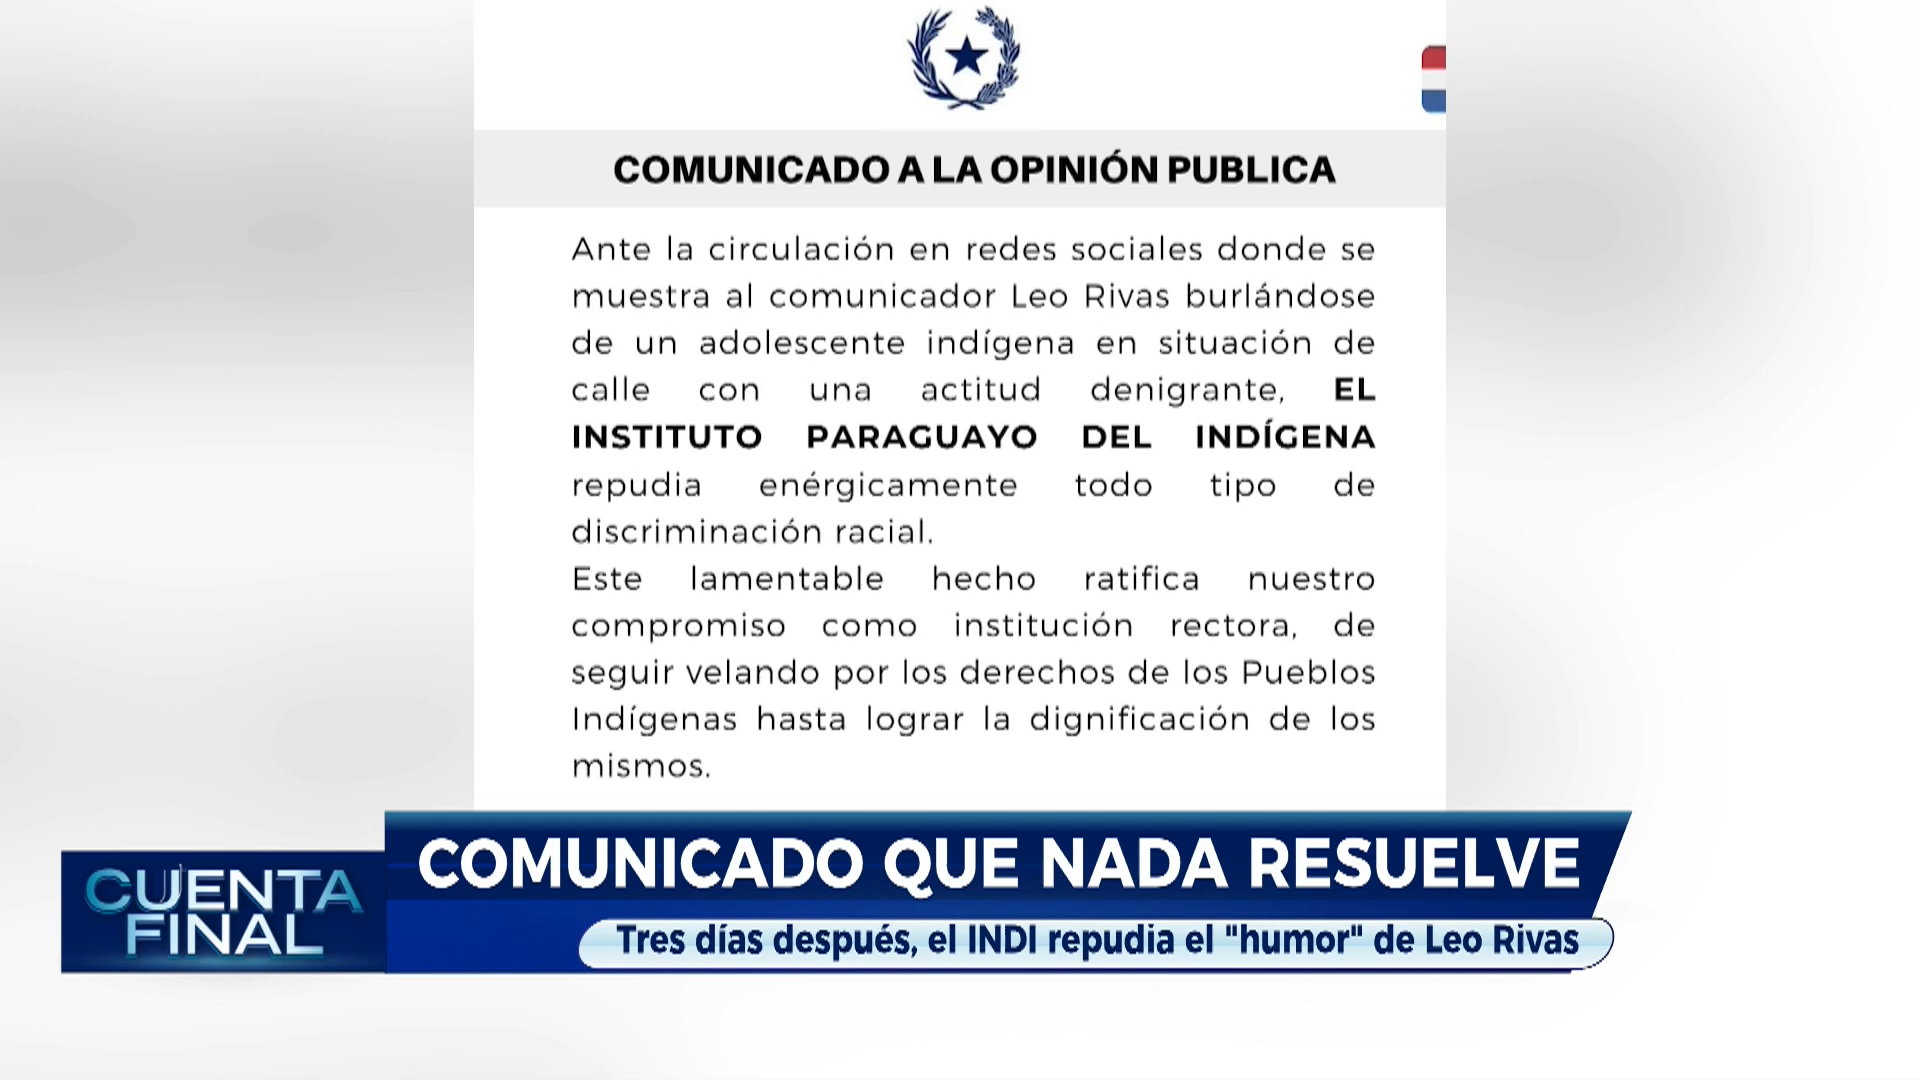 COMUNICADO A LA OPINIÓN PUBLICA
Ante la circulación en redes sociales donde se
muestra al comunicador Leo Rivas burlándose
de un adolescente indígena en situación de
calle con una actitud denigrante, EL
INSTITUTO PARAGUAYO DEL INDÍGENA
repudia enérgicamente todo tipo de
discriminación racial.
Este lamentable hecho ratifica nuestro
compromiso como institución rectora, de
seguir velando por los derechos de los Pueblos
Indígenas hasta lograr la dignificación de los
mismos.
COMUNICADO QUE NADA RESUELVE
CUENTA
FINAL
Tres días después, el INDI repudia el "humor" de Leo Rivas